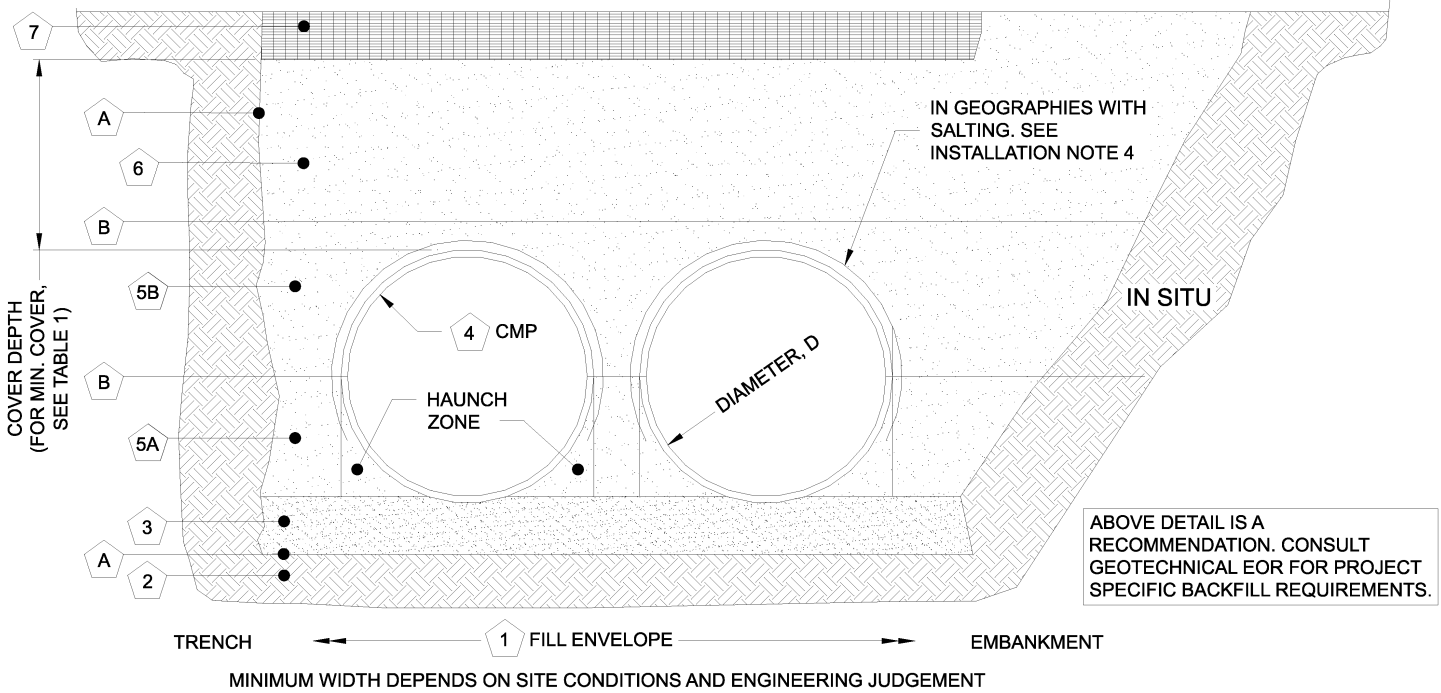 7
A
6
B
5B
B
5A
3
A
2
COVER DEPTH
(FOR MIN. COVER,
SEE TABLE 1)
IN GEOGRAPHIES WITH
SALTING. SEE
INSTALLATION NOTE 4
4 CMP
DIAMETER, D
HAUNCH
ZONE
IN SITU
ABOVE DETAIL IS A
RECOMMENDATION. CONSULT
GEOTECHNICAL EOR FOR PROJECT
SPECIFIC BACKFILL REQUIREMENTS.
TRENCH
1 FILL ENVELOPE
EMBANKMENT
MINIMUM WIDTH DEPENDS ON SITE CONDITIONS AND ENGINEERING JUDGEMENT